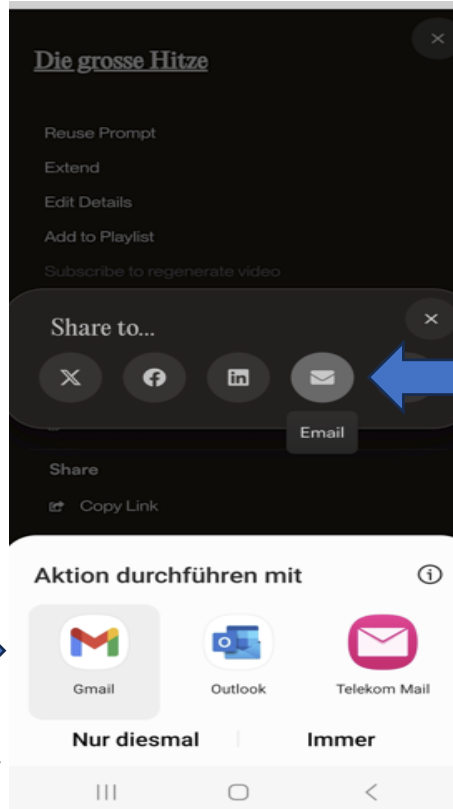 Die grosse Hitze
Reuse Prompt
Extend
Edit Details
Add to Playlist
Subscribe to regenerate video
Share to...
Email
Share
Copy Link
Aktion durchführen mit
Gmail Outlook Telekom Mail
Nur diesmal Immer